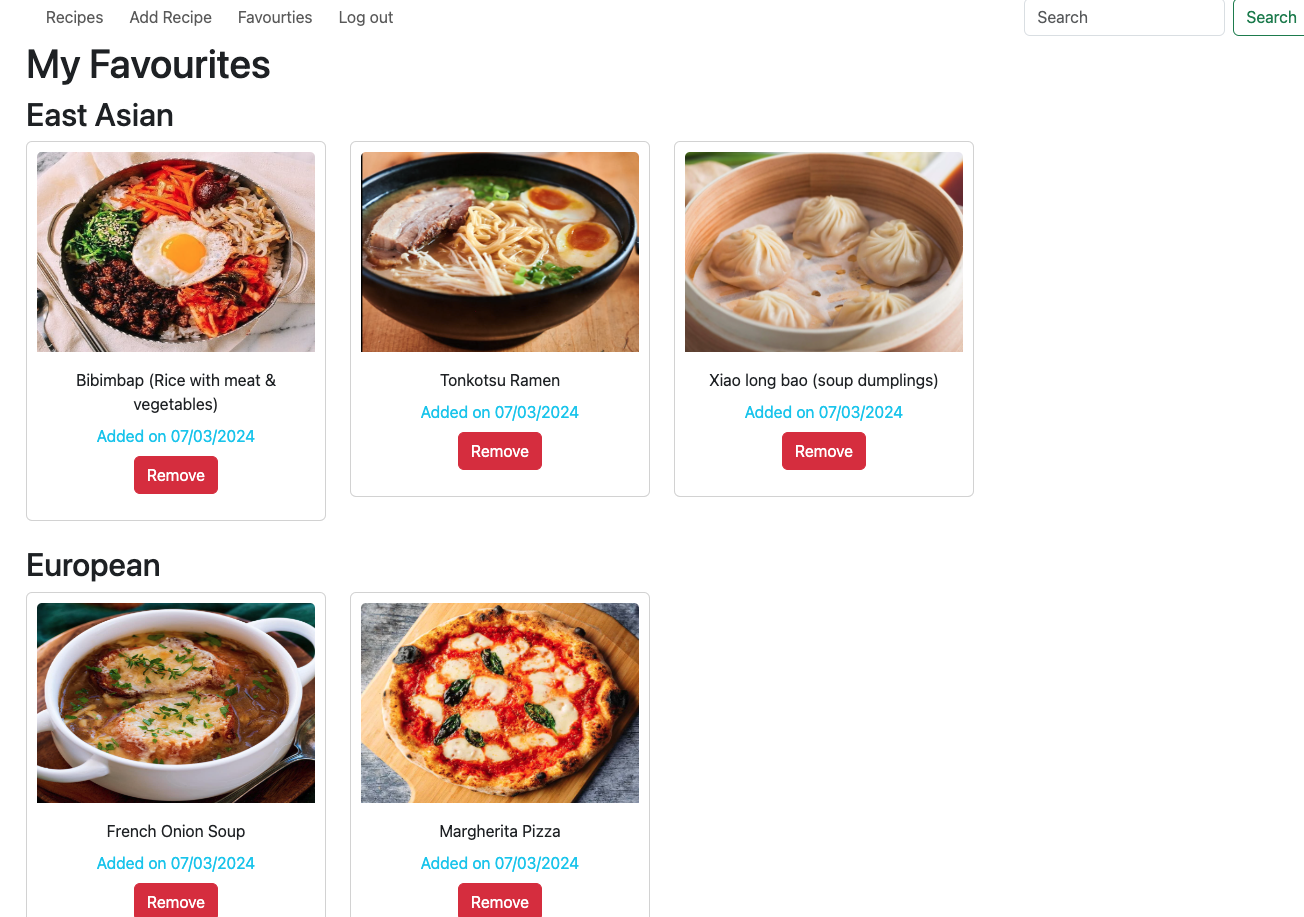 Recipes Add Recipe Favourties Log out Search Search
My Favourites
East Asian
Bibimbap (Rice with meat &
vegetables)
Added on 07/03/2024
Remove
Tonkotsu Ramen
Added on 07/03/2024
Remove
Xiao long bao (soup dumplings)
Added on 07/03/2024
Remove
European
French Onion Soup
Added on 07/03/2024
Remove
Margherita Pizza
Added on 07/03/2024
Remove